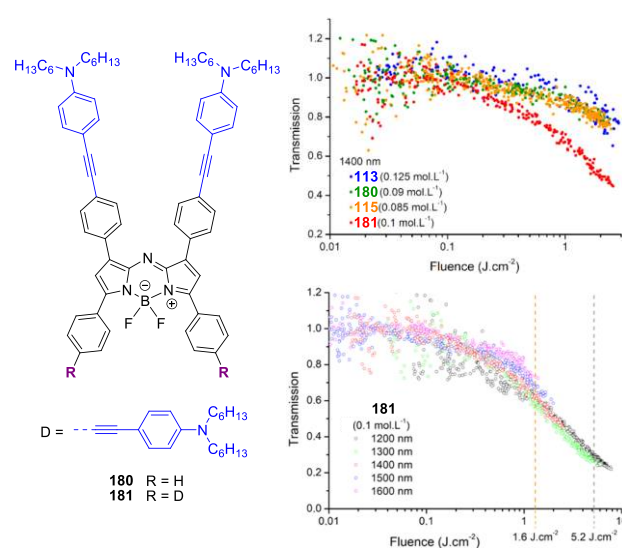 H13C6 C6H13 H13C6 C6H13
N N
N
N N
B
⊖ ⊕
F F
R R
C6H13
D = N
C6H13
180 R = H
181 R = D
1.2
1.0
0.8
0.6
0.4
0.2
Transmission
1400 nm
113 (0.125 mol.L⁻¹)
180 (0.09 mol.L⁻¹)
115 (0.085 mol.L⁻¹)
181 (0.1 mol.L⁻¹)
0.01 0.1 1
Fluence (J.cm⁻²)
1.2
1.0
0.8
0.6
0.4
0.2
0.0
Transmission
181
(0.1 mol.L⁻¹)
1200 nm
1300 nm
1400 nm
1500 nm
1600 nm
0.01 0.1 1 10
Fluence (J.cm⁻²) 1.6 J.cm⁻² 5.2 J.cm⁻²